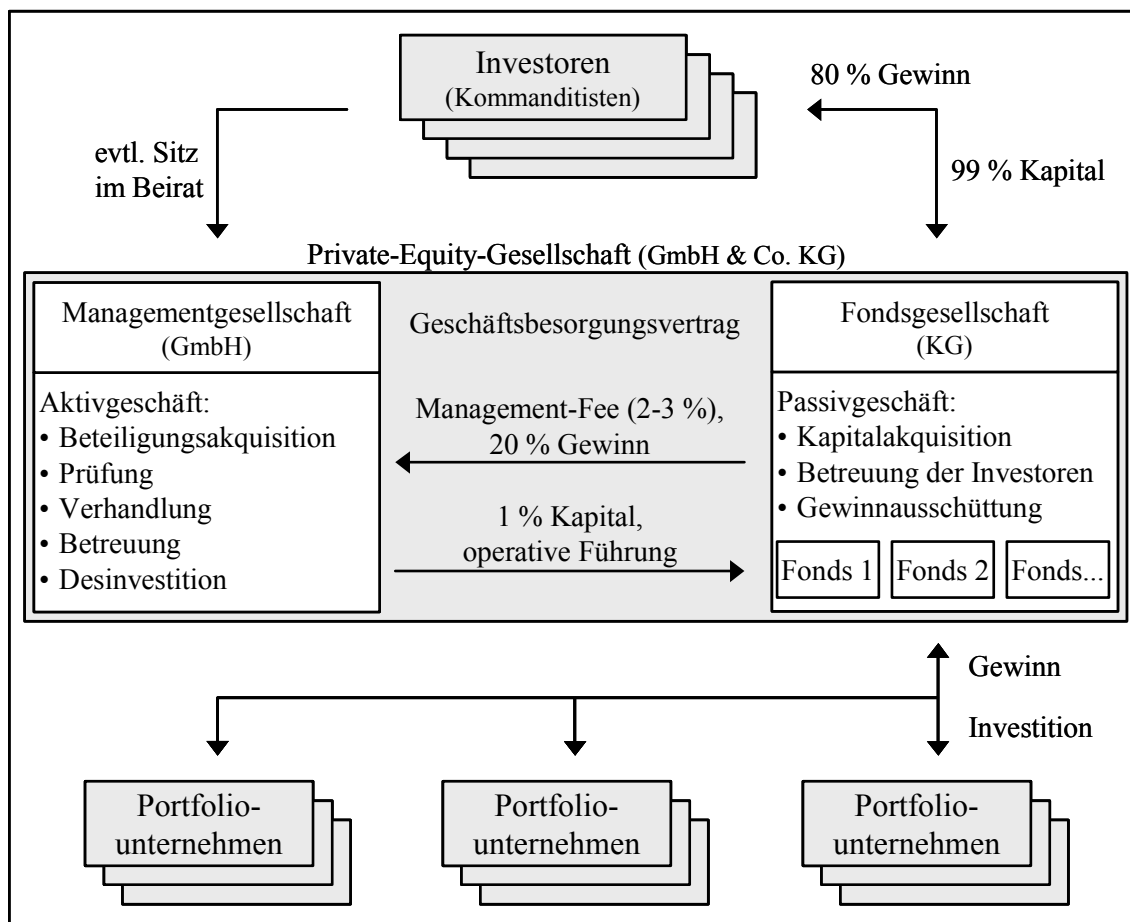 Investoren
(Kommanditisten)
80 % Gewinn
evtl. Sitz
im Beirat
99 % Kapital
Private-Equity-Gesellschaft (GmbH & Co. KG)
Managementgesellschaft
(GmbH)
Geschäftsbesorgungsvertrag
Fondsgesellschaft
(KG)
Aktivgeschäft:
• Beteiligungsakquisition
• Prüfung
• Verhandlung
• Betreuung
• Desinvestition
Management-Fee (2-3 %),
20 % Gewinn
1 % Kapital,
operative Führung
Passivgeschäft:
• Kapitalakquisition
• Betreuung der Investoren
• Gewinnausschüttung
Fonds 1
Fonds 2
Fonds...
Gewinn
Investition
Portfolio-
unternehmen
Portfolio-
unternehmen
Portfolio-
unternehmen